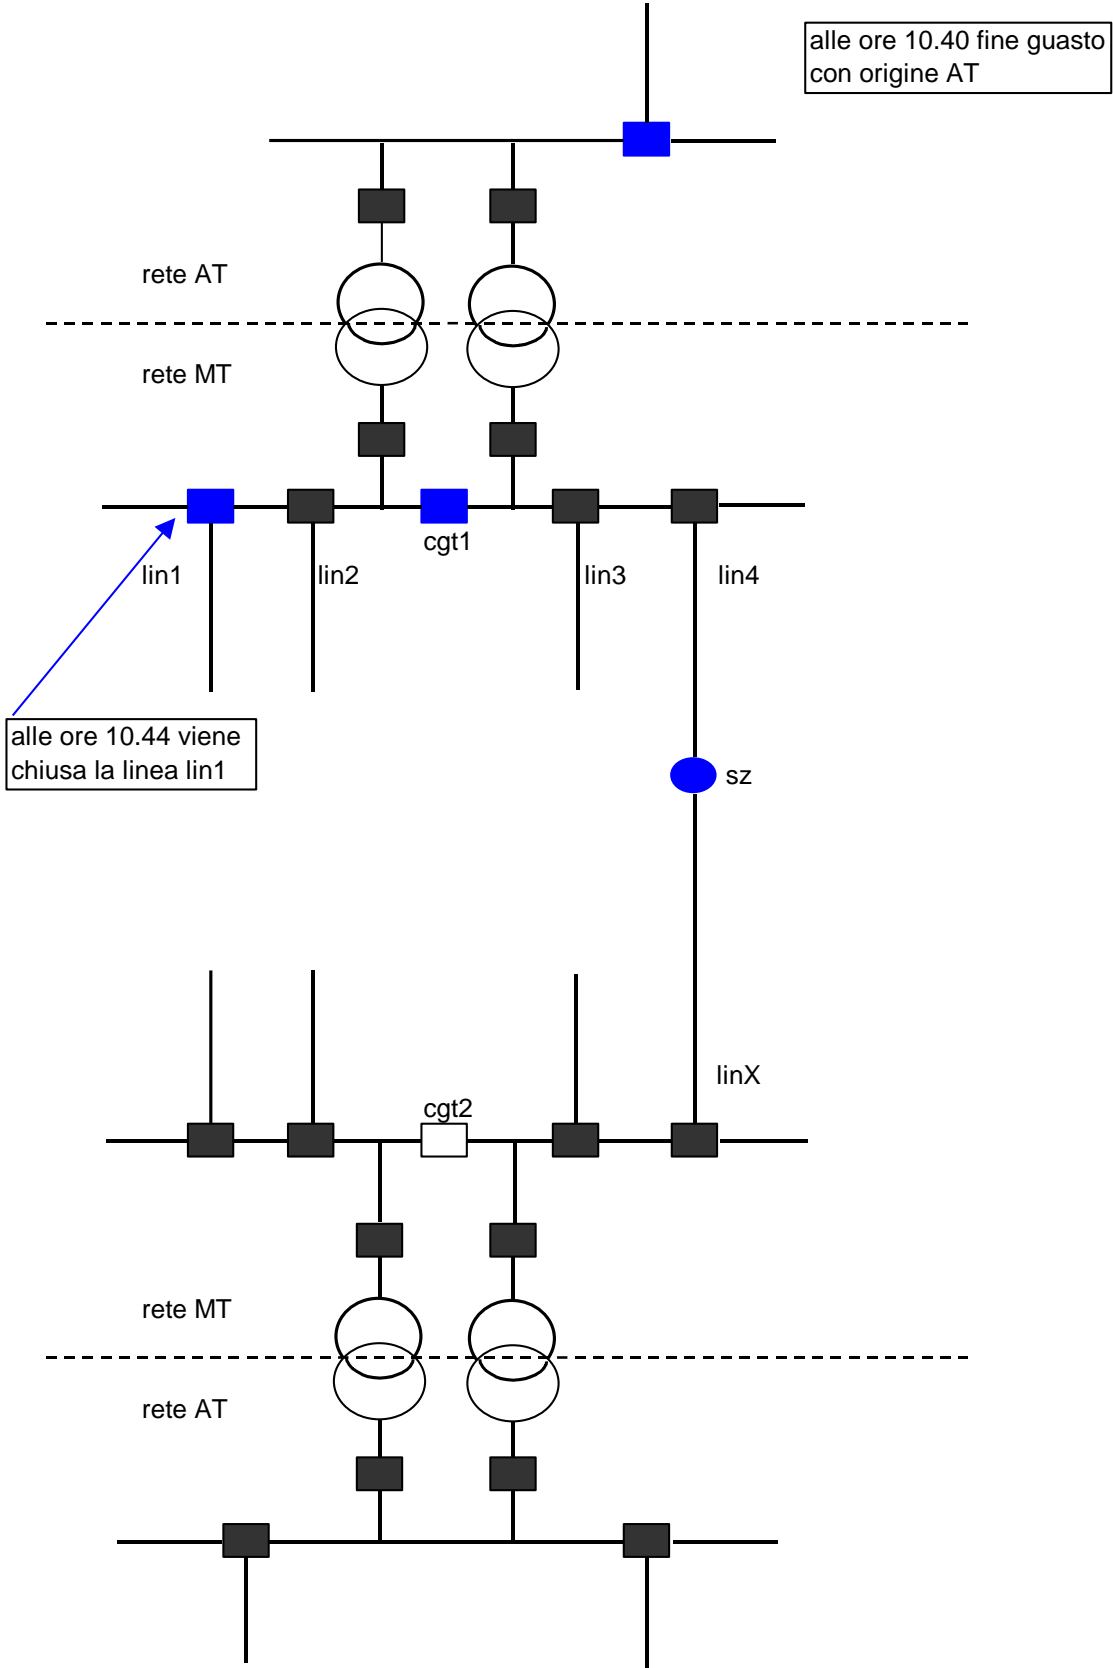 alle ore 10.40 fine guasto
con origine AT
rete AT
rete MT
cgt1
lin1
lin2
lin3
lin4
alle ore 10.44 viene
chiusa la linea lin1
sz
linX
cgt2
rete MT
rete AT